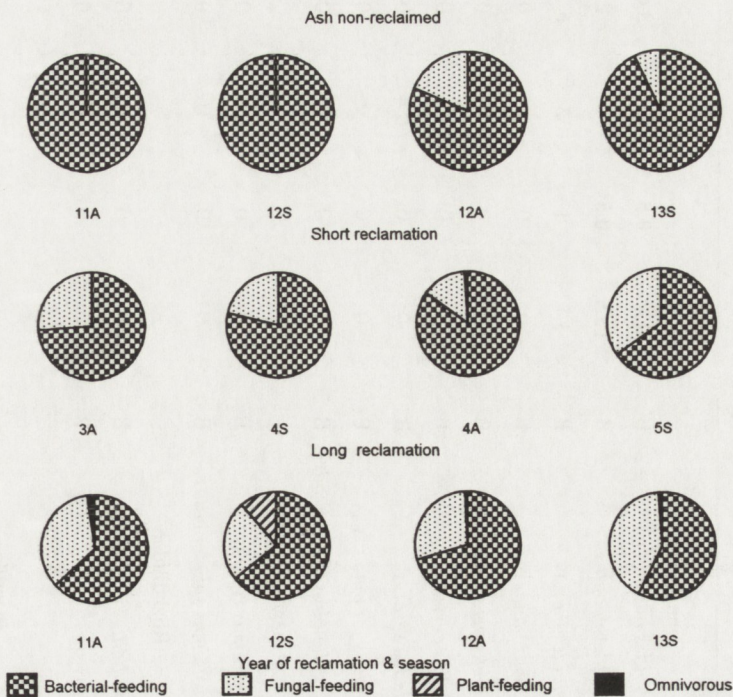 Ash non-reclaimed
11A 12S 12A 13S
Short reclamation
3A 4S 4A 5S
Long reclamation
11A 12S 12A 13S
Year of reclamation & season
Bacterial-feeding Fungal-feeding Plant-feeding Omnivorous